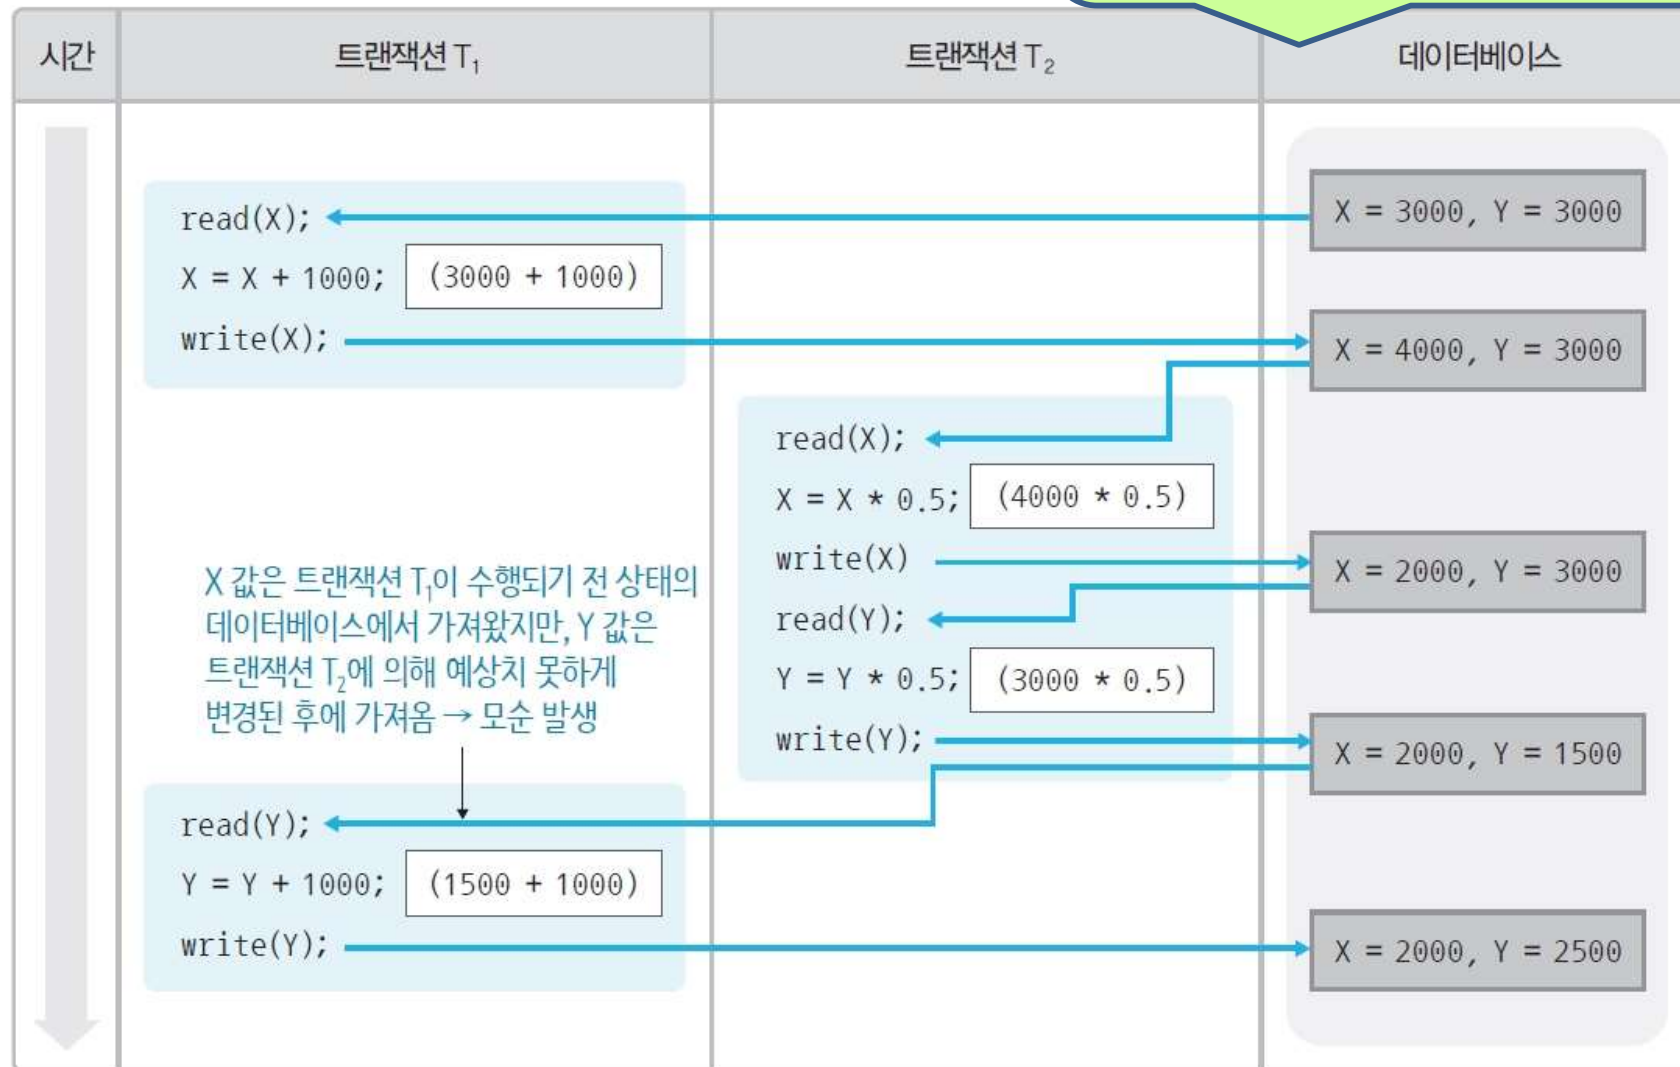 시간
트랜잭션 T₁
트랜잭션 T₂
데이터베이스
X = 3000, Y = 3000
read(X);
X = X + 1000; (3000 + 1000)
write(X);
X = 4000, Y = 3000
read(X);
X = X * 0.5; (4000 * 0.5)
write(X)
X = 2000, Y = 3000
read(Y);
Y = Y * 0.5; (3000 * 0.5)
write(Y);
X = 2000, Y = 1500
X 값은 트랜잭션 T₁이 수행되기 전 상태의
데이터베이스에서 가져왔지만, Y 값은
트랜잭션 T₂에 의해 예상치 못하게
변경된 후에 가져옴 → 모순 발생
read(Y);
Y = Y + 1000; (1500 + 1000)
write(Y);
X = 2000, Y = 2500